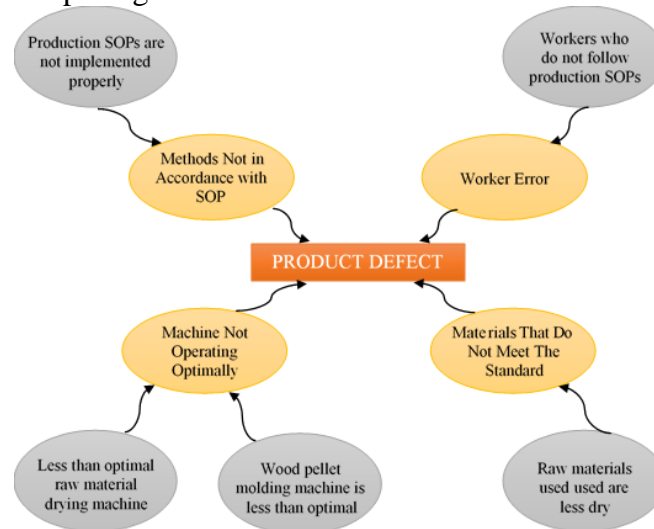 Production SOPs are
not implemented
properly
Workers who
do not follow
production SOPs
Methods Not in
Accordance with
SOP
Worker Error
PRODUCT DEFECT
Machine Not
Operating
Optimally
Materials That Do
Not Meet The
Standard
Less than optimal
raw material
drying machine
Wood pellet
molding machine is
less than optimal
Raw materials
used used are
less dry